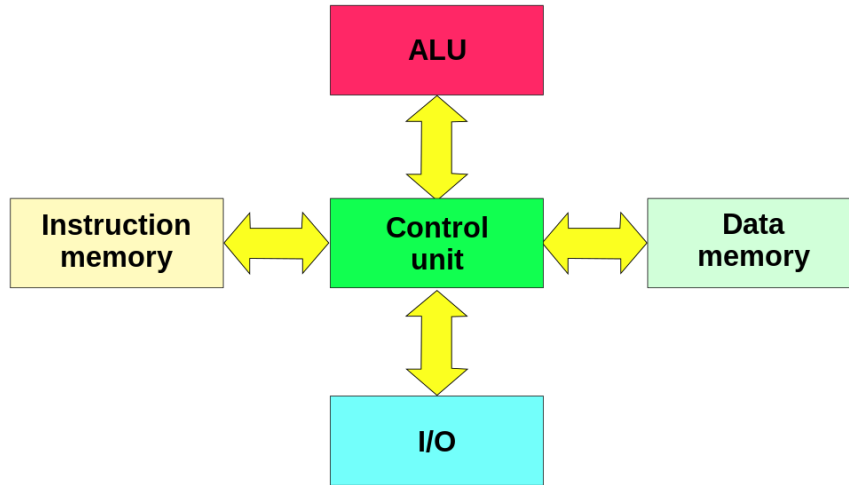 ALU
Instruction
memory
Control
unit
Data
memory
I/O